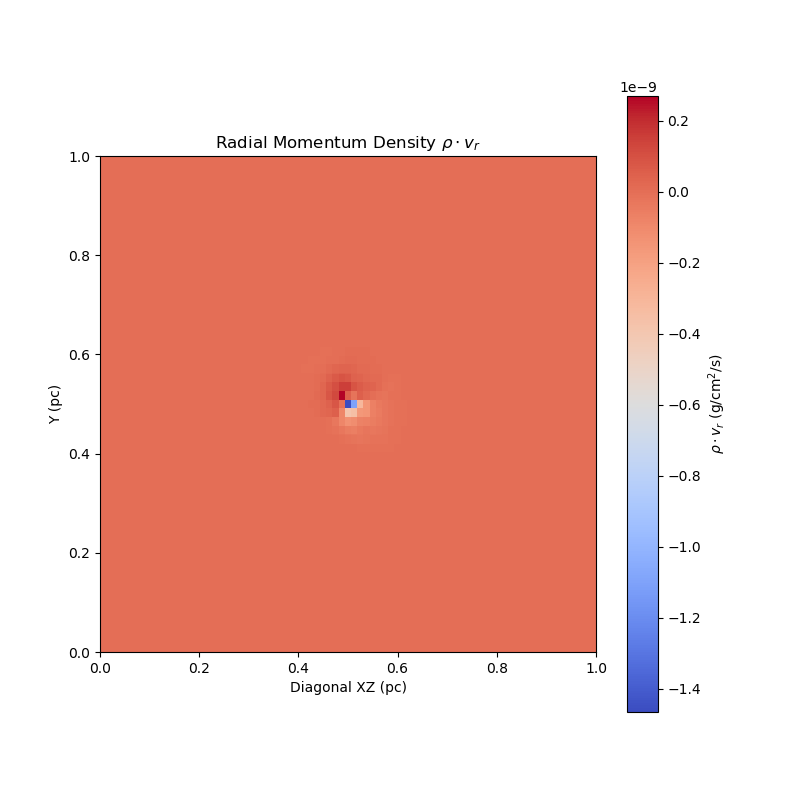 Radial Momentum Density ρ · v_r
1e−9
1.0
0.8
0.6
0.4
0.2
0.0
Y (pc)
0.0 0.2 0.4 0.6 0.8 1.0
Diagonal XZ (pc)
0.2
0.0
−0.2
−0.4
−0.6
−0.8
−1.0
−1.2
−1.4
ρ · v_r (g/cm²/s)